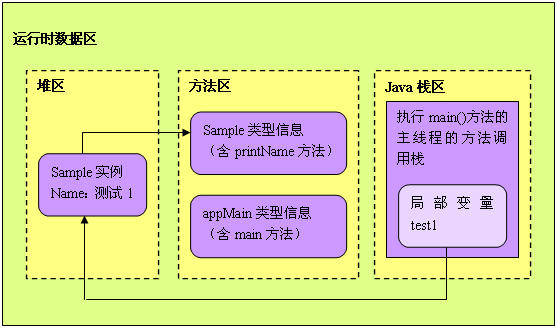 运行时数据区
堆区
Sample 实例
Name：测试 1
方法区
Sample 类型信息
（含 printName 方法）
appMain 类型信息
（含 main 方法）
Java 栈区
执行 main()方法的
主线程的方法调
用栈
局部变量
test1